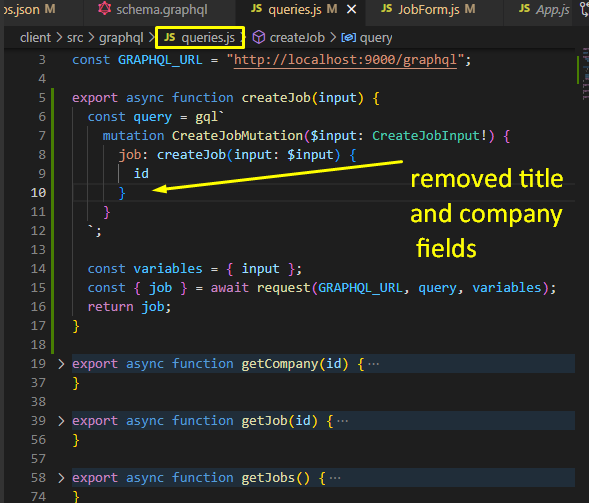 os.json schema.graphql JS queries.js M JS JobForm.js M JS App.js
client > src > graphql > JS queries.js > createJob > query
3 const GRAPHQL_URL = "http://localhost:9000/graphql";
4
5 export async function createJob(input) {
6 const query = gql`
7 mutation CreateJobMutation($input: CreateJobInput!) {
8 job: createJob(input: $input) {
9 id
10 }
11 }
12 `;
13
14 const variables = { input };
15 const { job } = await request(GRAPHQL_URL, query, variables);
16 return job;
17 }
18
19 > export async function getCompany(id) { ···
37 }
38
39 > export async function getJob(id) { ···
56 }
57
58 > export async function getJobs() { ···
74 }
removed title
and company
fields